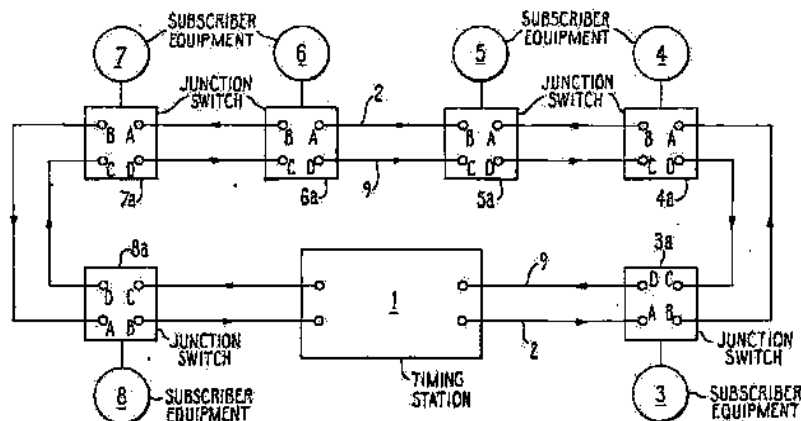 SUBSCRIBER EQUIPMENT
SUBSCRIBER EQUIPMENT
7 6 5 4
JUNCTION SWITCH
JUNCTION SWITCH
2
B A B A B A B A
C D C D C D C D
7a 6a 9 5a 4a
8a 3a
9
D C D C
1
A B A B
JUNCTION SWITCH
2
JUNCTION SWITCH
TIMING STATION
8 SUBSCRIBER EQUIPMENT
3 SUBSCRIBER EQUIPMENT